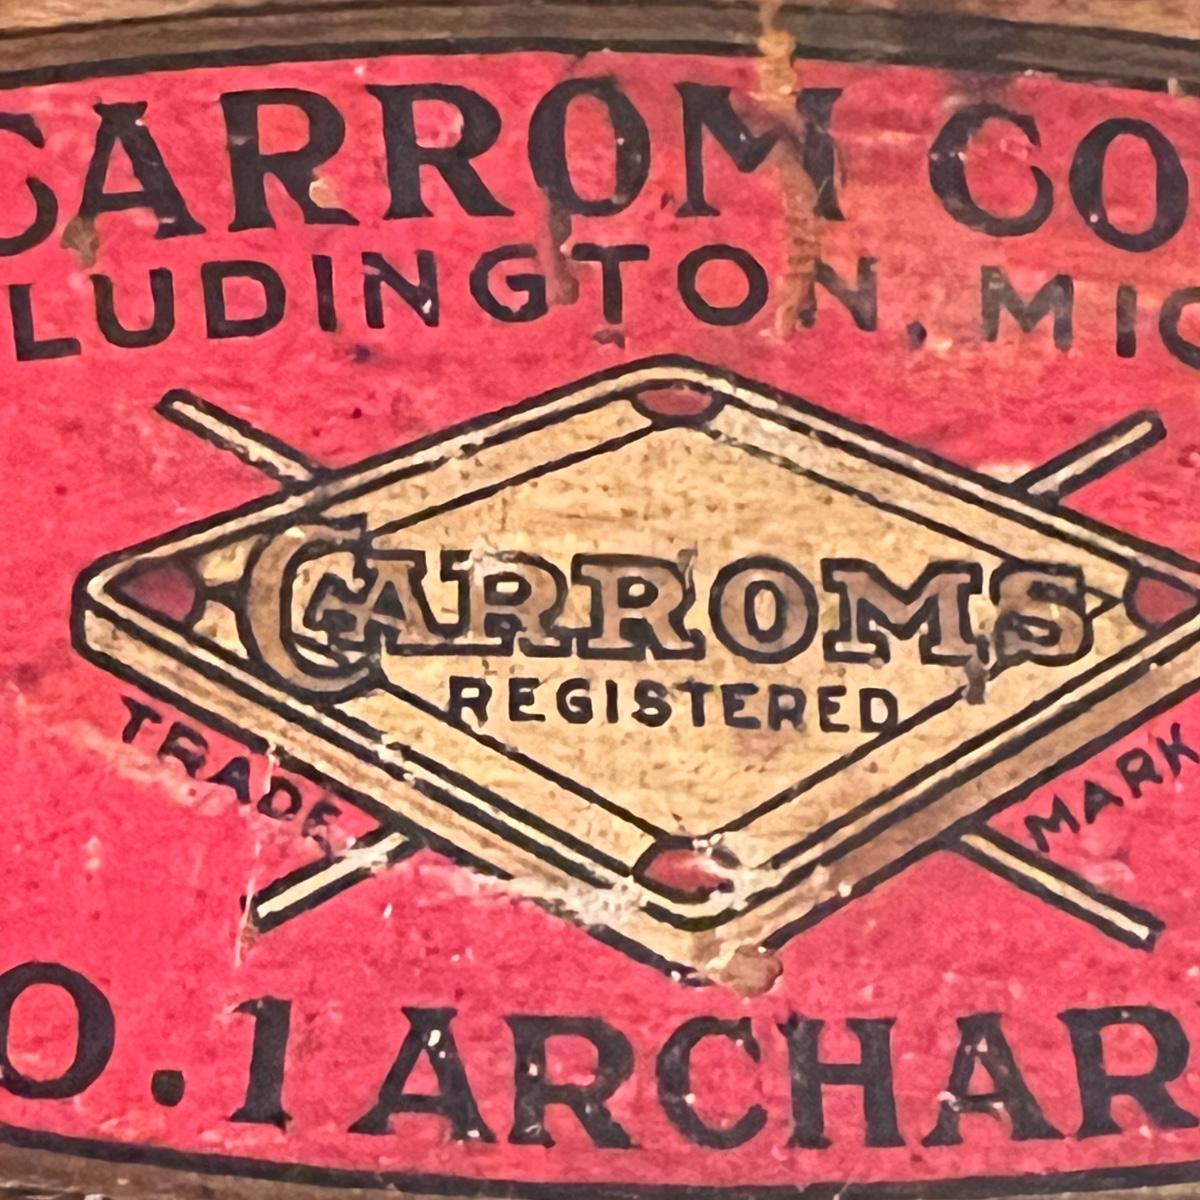 CARROM CO
LUDINGTON, MIC
CARROMS
REGISTERED
TRADE MARK
O. 1 ARCHAR